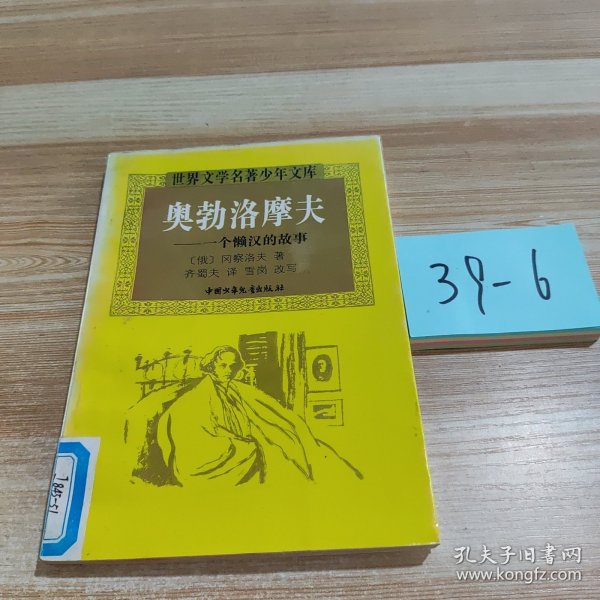 世界文学名著少年文库
奥勃洛摩夫
——一个懒汉的故事
〔俄〕冈察洛夫 著
齐蜀夫 译 雪岗 改写
中国少年儿童出版社
39-6
J845-51
孔夫子旧书网
www.kongfz.com